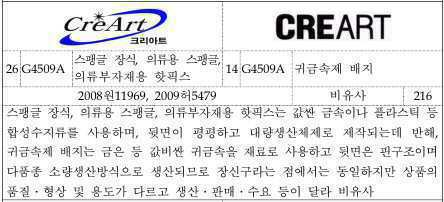 CreArt
크리아트
CREART
26 G4509A 스팽글 장식, 의류용 스팽글, 의류부자재용 핫픽스 14 G4509A 귀금속제 배지
2008원11969, 2009허5479 비유사 216
스팽글 장식, 의류용 스팽글, 의류부자재용 핫픽스는 값싼 금속이나 플라스틱 등
합성수지류를 사용하며, 뒷면이 평평하고 대량생산체제로 제작되는데 반해,
귀금속제 배지는 금은 등 값비싼 귀금속을 재료로 사용하고 뒷면은 핀구조이며
다품종 소량생산방식으로 생산되므로 장신구라는 점에서는 동일하지만 상품의
품질·형상 및 용도가 다르고 생산·판매·수요 등이 달라 비유사